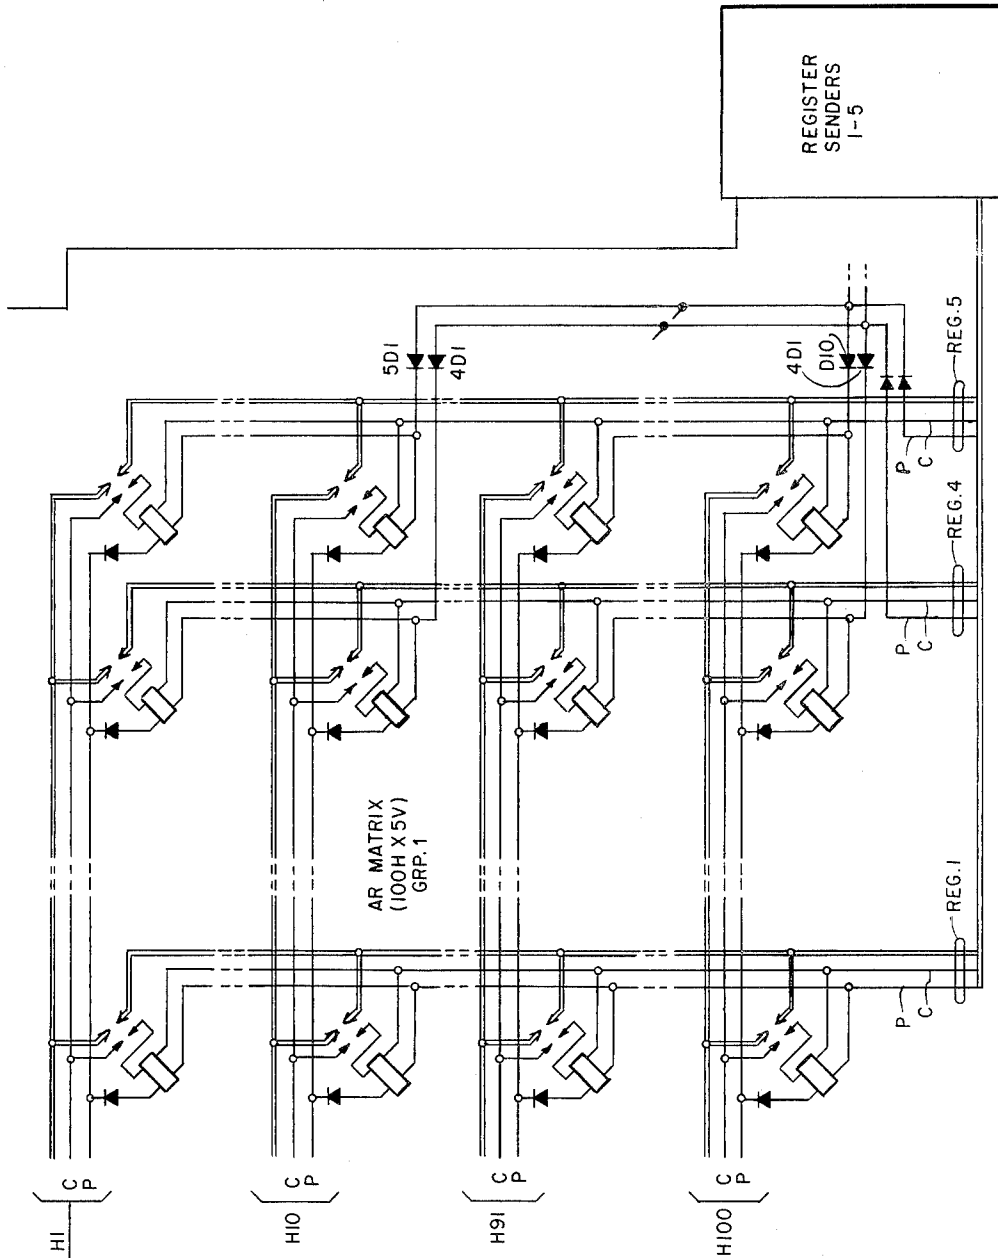 REGISTER
SENDERS
1-5
5D1
4D1
4D1
D10
REG.5
P
C
REG.4
P
C
AR MATRIX
(100H X 5V)
GRP.1
REG.1
P
C
H1
C
P
H10
C
P
H91
C
P
H100
C
P